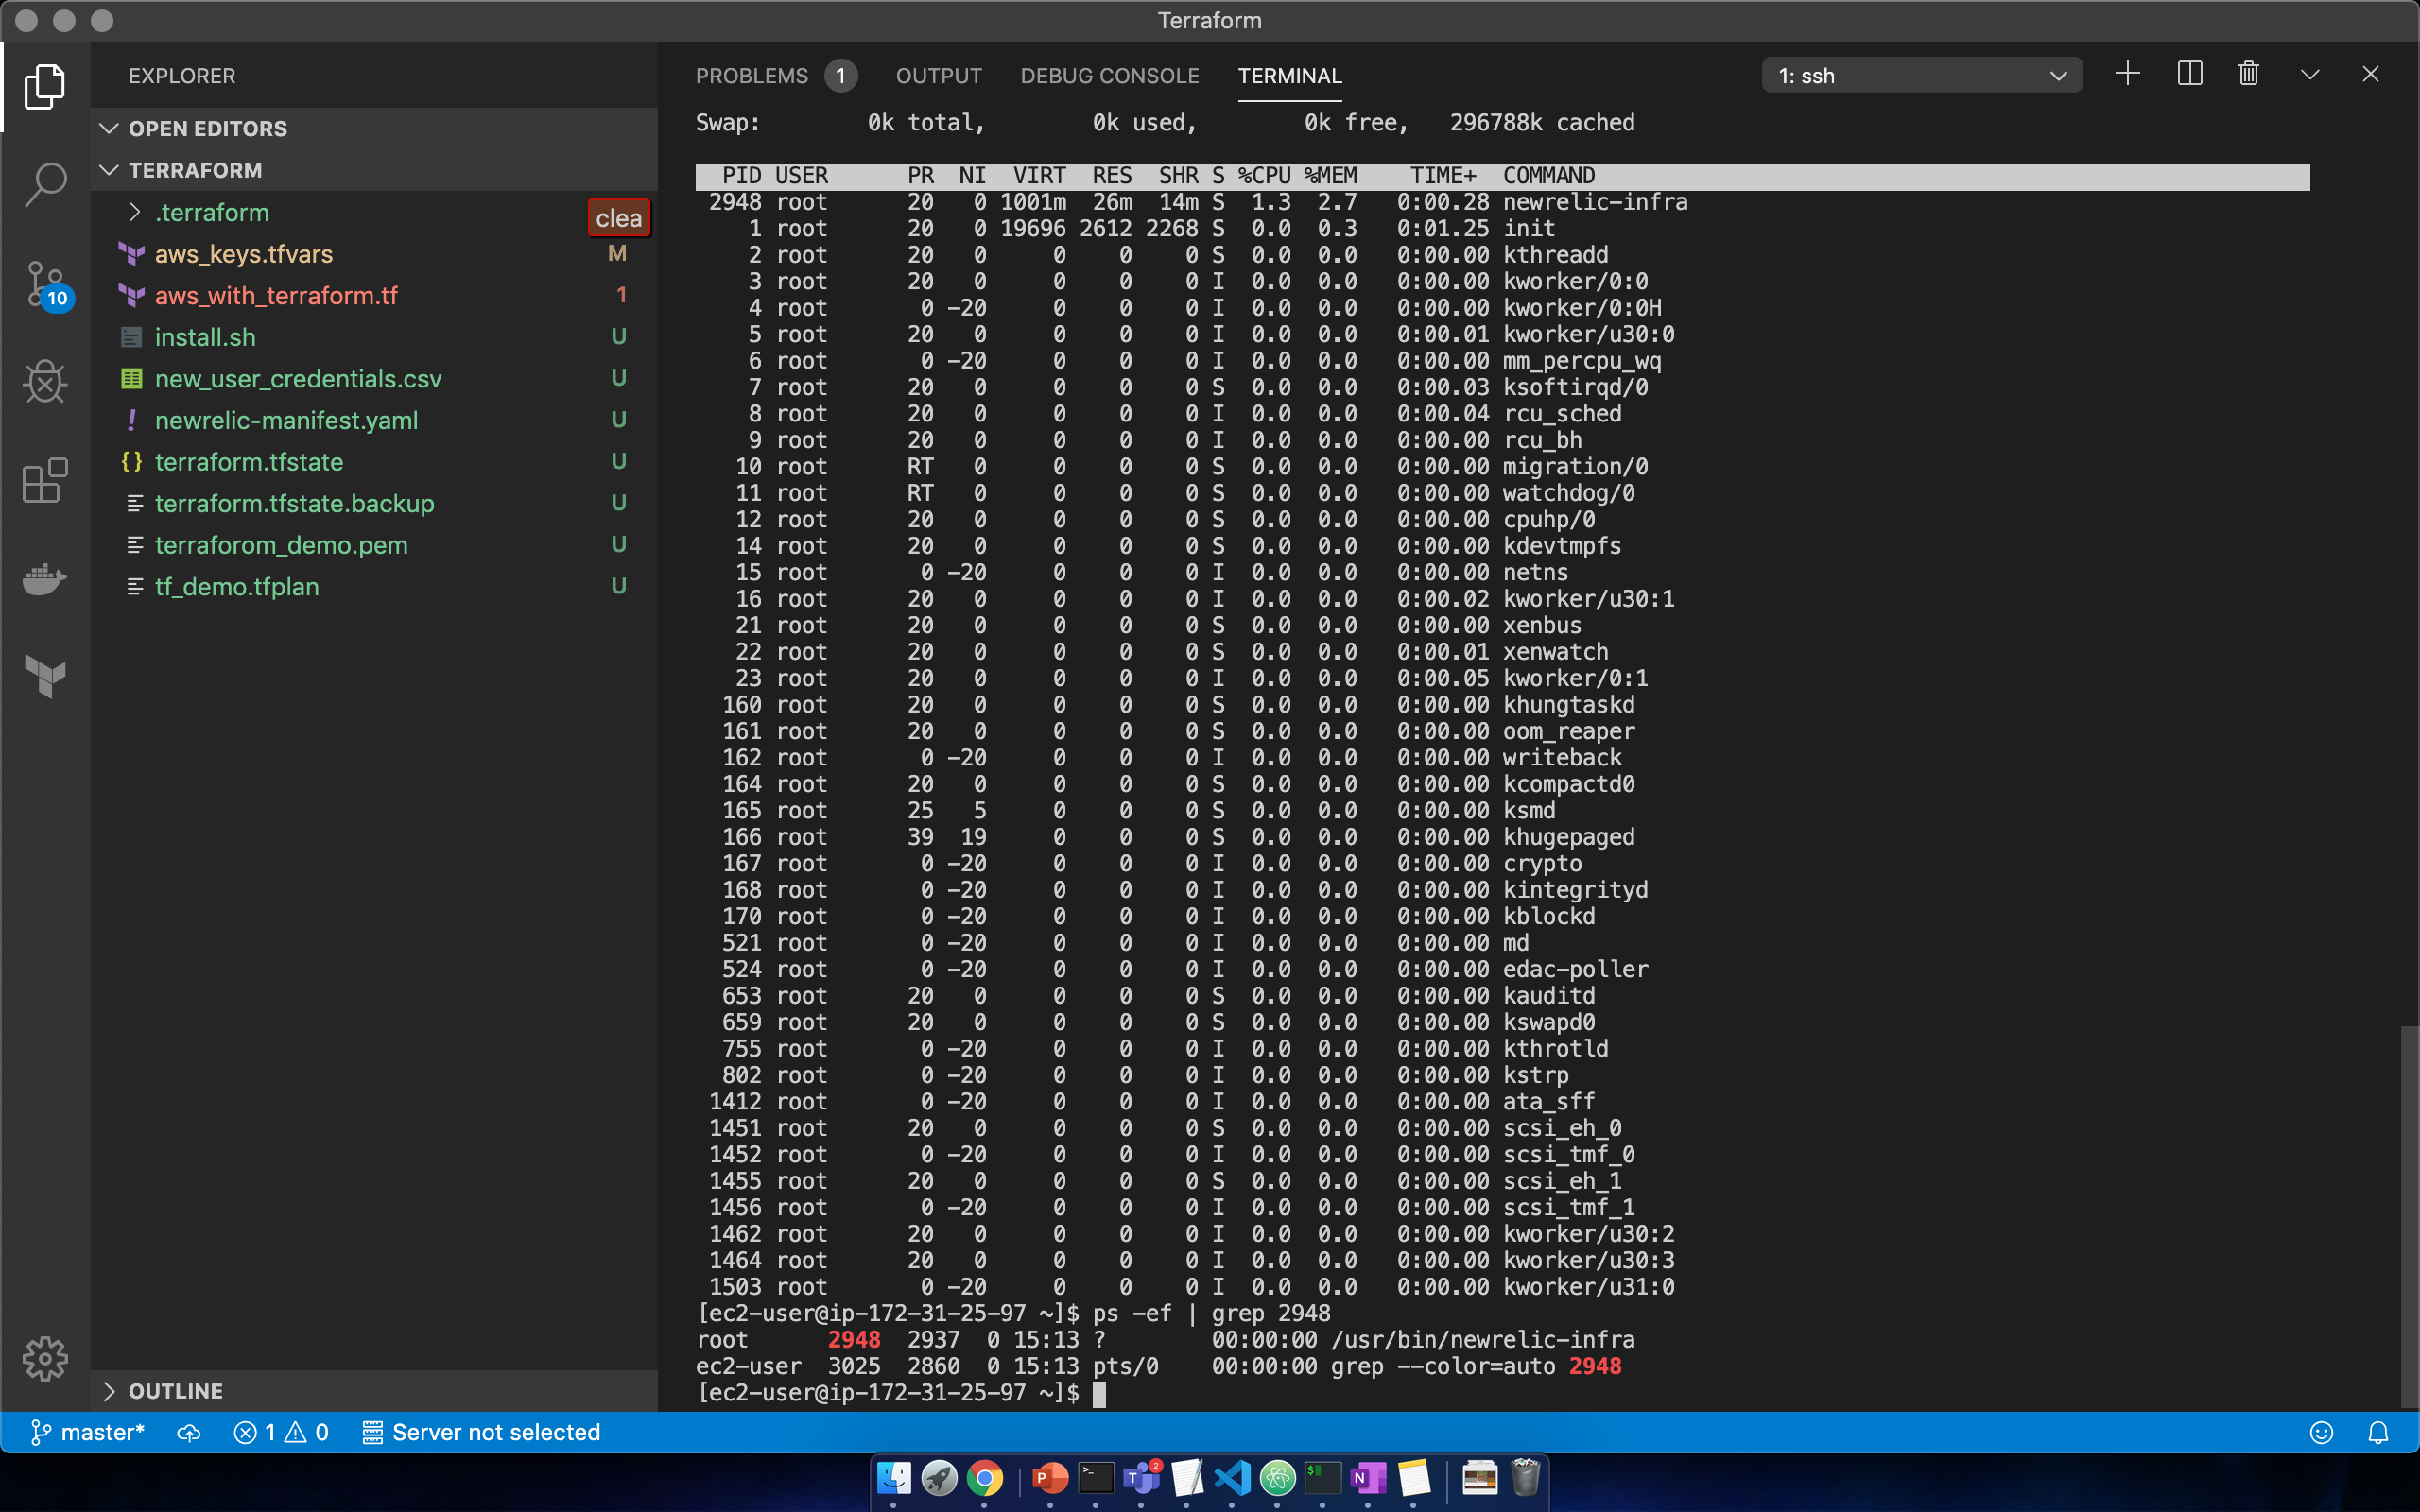 Terraform
EXPLORER
OPEN EDITORS
TERRAFORM
.terraform
clea
aws_keys.tfvars M
aws_with_terraform.tf 1
install.sh U
new_user_credentials.csv U
newrelic-manifest.yaml U
terraform.tfstate U
terraform.tfstate.backup U
terraforom_demo.pem U
tf_demo.tfplan U
10
OUTLINE
PROBLEMS 1 OUTPUT DEBUG CONSOLE TERMINAL 1: ssh
Swap: 0k total, 0k used, 0k free, 296788k cached
PID USER PR NI VIRT RES SHR S %CPU %MEM TIME+ COMMAND
2948 root 20 0 1001m 26m 14m S 1.3 2.7 0:00.28 newrelic-infra
1 root 20 0 19696 2612 2268 S 0.0 0.3 0:01.25 init
2 root 20 0 0 0 0 S 0.0 0.0 0:00.00 kthreadd
3 root 20 0 0 0 0 I 0.0 0.0 0:00.00 kworker/0:0
4 root 0 -20 0 0 0 I 0.0 0.0 0:00.00 kworker/0:0H
5 root 20 0 0 0 0 I 0.0 0.0 0:00.01 kworker/u30:0
6 root 0 -20 0 0 0 I 0.0 0.0 0:00.00 mm_percpu_wq
7 root 20 0 0 0 0 S 0.0 0.0 0:00.03 ksoftirqd/0
8 root 20 0 0 0 0 I 0.0 0.0 0:00.04 rcu_sched
9 root 20 0 0 0 0 I 0.0 0.0 0:00.00 rcu_bh
10 root RT 0 0 0 0 S 0.0 0.0 0:00.00 migration/0
11 root RT 0 0 0 0 S 0.0 0.0 0:00.00 watchdog/0
12 root 20 0 0 0 0 S 0.0 0.0 0:00.00 cpuhp/0
14 root 20 0 0 0 0 S 0.0 0.0 0:00.00 kdevtmpfs
15 root 0 -20 0 0 0 I 0.0 0.0 0:00.00 netns
16 root 20 0 0 0 0 I 0.0 0.0 0:00.02 kworker/u30:1
21 root 20 0 0 0 0 S 0.0 0.0 0:00.00 xenbus
22 root 20 0 0 0 0 S 0.0 0.0 0:00.01 xenwatch
23 root 20 0 0 0 0 I 0.0 0.0 0:00.05 kworker/0:1
160 root 20 0 0 0 0 S 0.0 0.0 0:00.00 khungtaskd
161 root 20 0 0 0 0 S 0.0 0.0 0:00.00 oom_reaper
162 root 0 -20 0 0 0 I 0.0 0.0 0:00.00 writeback
164 root 20 0 0 0 0 S 0.0 0.0 0:00.00 kcompactd0
165 root 25 5 0 0 0 S 0.0 0.0 0:00.00 ksmd
166 root 39 19 0 0 0 S 0.0 0.0 0:00.00 khugepaged
167 root 0 -20 0 0 0 I 0.0 0.0 0:00.00 crypto
168 root 0 -20 0 0 0 I 0.0 0.0 0:00.00 kintegrityd
170 root 0 -20 0 0 0 I 0.0 0.0 0:00.00 kblockd
521 root 0 -20 0 0 0 I 0.0 0.0 0:00.00 md
524 root 0 -20 0 0 0 I 0.0 0.0 0:00.00 edac-poller
653 root 20 0 0 0 0 S 0.0 0.0 0:00.00 kauditd
659 root 20 0 0 0 0 S 0.0 0.0 0:00.00 kswapd0
755 root 0 -20 0 0 0 I 0.0 0.0 0:00.00 kthrotld
802 root 0 -20 0 0 0 I 0.0 0.0 0:00.00 kstrp
1412 root 0 -20 0 0 0 I 0.0 0.0 0:00.00 ata_sff
1451 root 20 0 0 0 0 S 0.0 0.0 0:00.00 scsi_eh_0
1452 root 0 -20 0 0 0 I 0.0 0.0 0:00.00 scsi_tmf_0
1455 root 20 0 0 0 0 S 0.0 0.0 0:00.00 scsi_eh_1
1456 root 0 -20 0 0 0 I 0.0 0.0 0:00.00 scsi_tmf_1
1462 root 20 0 0 0 0 I 0.0 0.0 0:00.00 kworker/u30:2
1464 root 20 0 0 0 0 I 0.0 0.0 0:00.00 kworker/u30:3
1503 root 0 -20 0 0 0 I 0.0 0.0 0:00.00 kworker/u31:0
[ec2-user@ip-172-31-25-97 ~]$ ps -ef | grep 2948
root 2948 2937 0 15:13 ? 00:00:00 /usr/bin/newrelic-infra
ec2-user 3025 2860 0 15:13 pts/0 00:00:00 grep --color=auto 2948
[ec2-user@ip-172-31-25-97 ~]$
master* 1 0 Server not selected
P T 2 $ N